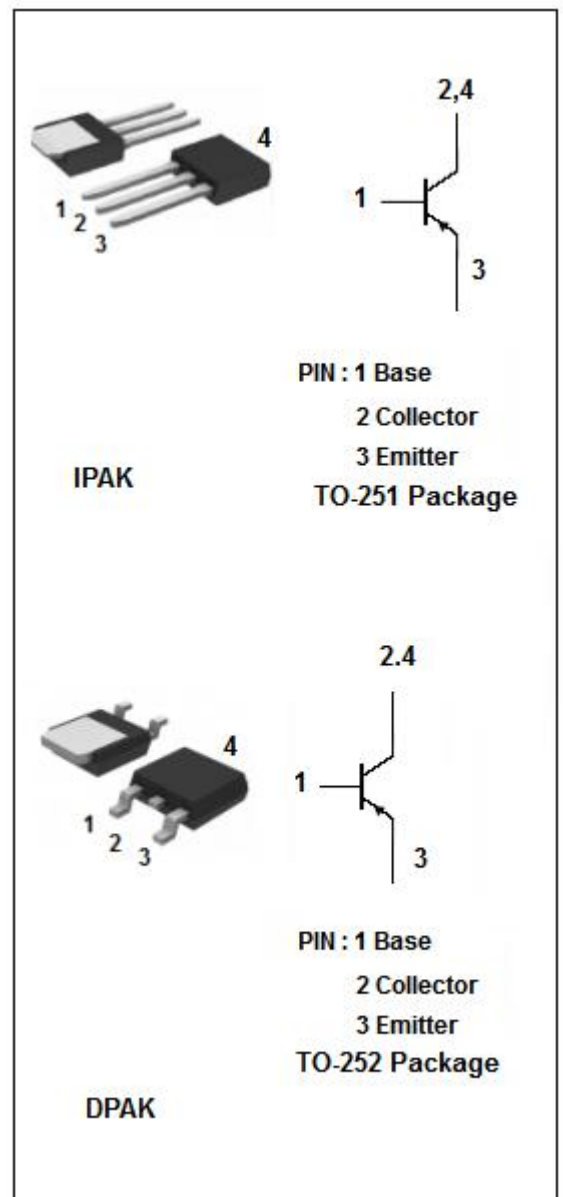 2,4
4
1
1
2
3
3
PIN : 1 Base
2 Collector
3 Emitter
IPAK
TO-251 Package
2.4
4
1
1
2
3
3
PIN : 1 Base
2 Collector
3 Emitter
TO-252 Package
DPAK